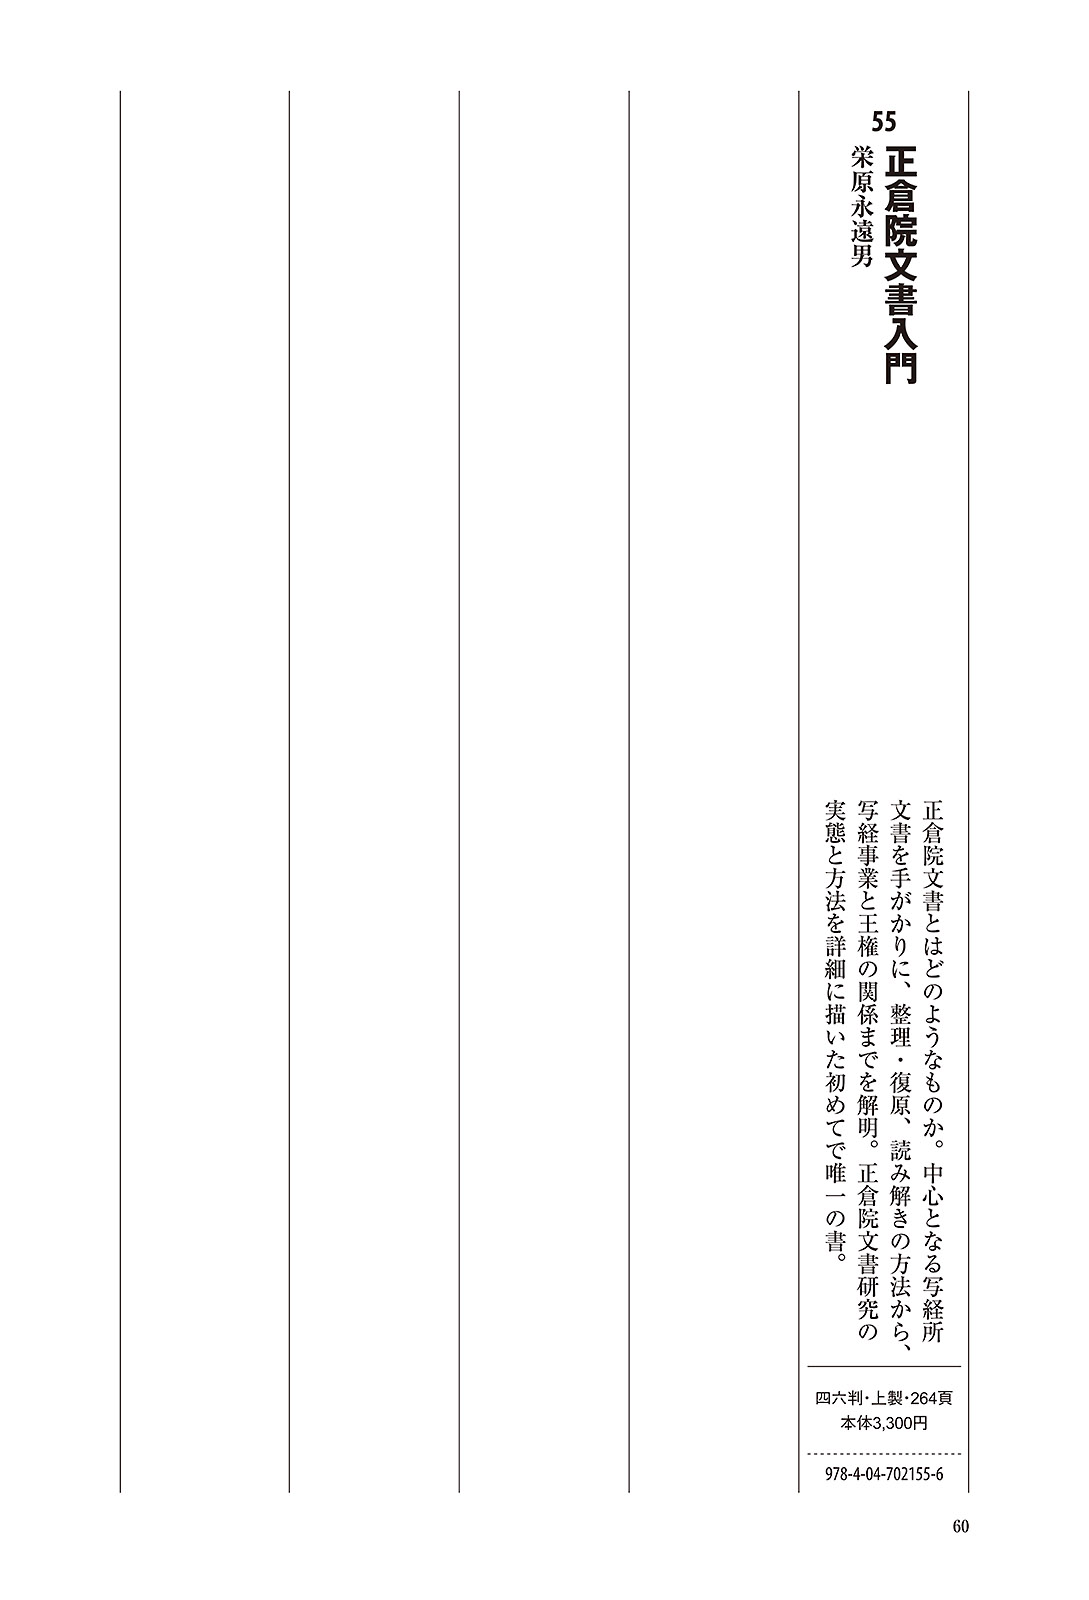 55
正倉院文書入門
栄原永遠男
正倉院文書とはどのようなものか。中心となる写経所
文書を手がかりに、整理・復原、読み解きの方法から、
写経事業と王権の関係までを解明。正倉院文書研究の
実態と方法を詳細に描いた初めてで唯一の書。
四六判・上製・264頁
本体3,300円
978-4-04-702155-6
60